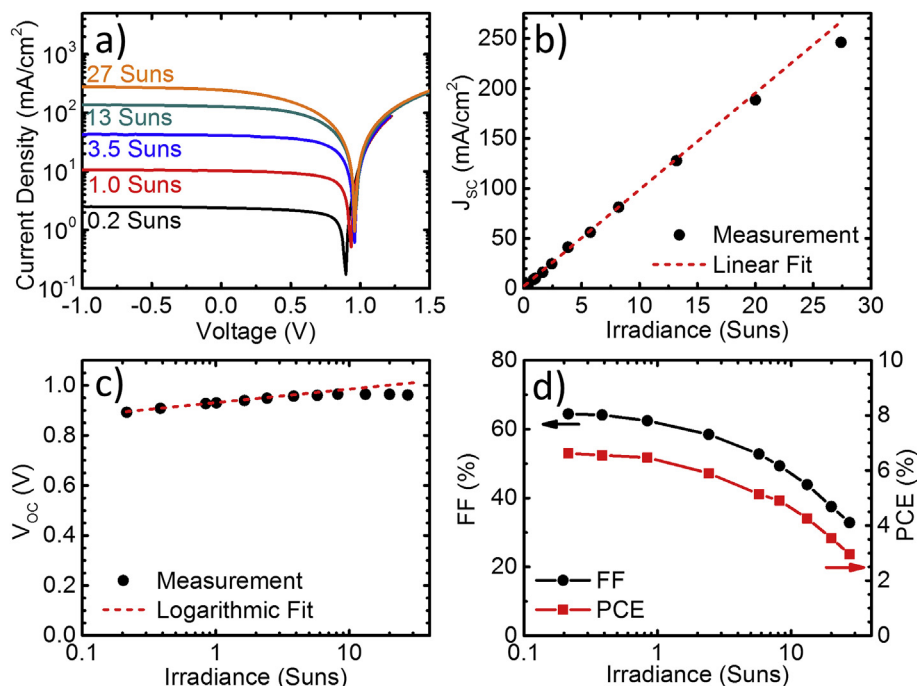 a)
27 Suns
13 Suns
3.5 Suns
1.0 Suns
0.2 Suns
Current Density (mA/cm²)
10³
10²
10¹
10⁰
10⁻¹
-1.0 -0.5 0.0 0.5 1.0 1.5
Voltage (V)
b)
J_SC (mA/cm²)
250
200
150
100
50
0
Measurement
Linear Fit
0 5 10 15 20 25 30
Irradiance (Suns)
c)
V_OC (V)
1.0
0.8
0.6
0.4
0.2
0.0
Measurement
Logarithmic Fit
0.1 1 10
Irradiance (Suns)
d)
FF (%)
80
60
40
20
0
FF
PCE
10
8
6
4
2
0
PCE (%)
0.1 1 10
Irradiance (Suns)